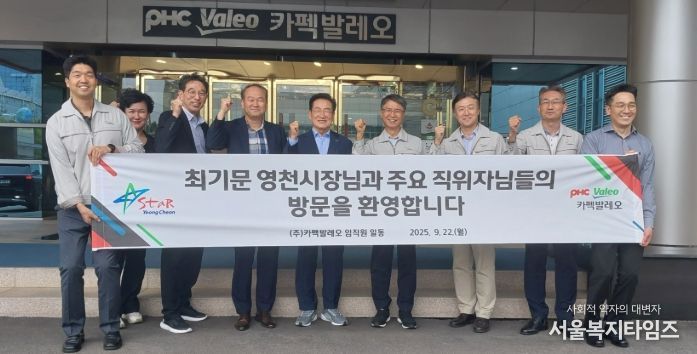 PHC Valeo 카펙발레오
최기문 영천시장님과 주요 직위자님들의
방문을 환영합니다
STaR
YeongCheon
PHC Valeo
카펙발레오
(주)카펙발레오 임직원 일동 2025. 9. 22.(월)
사회적 약자의 대변자
서울복지타임즈